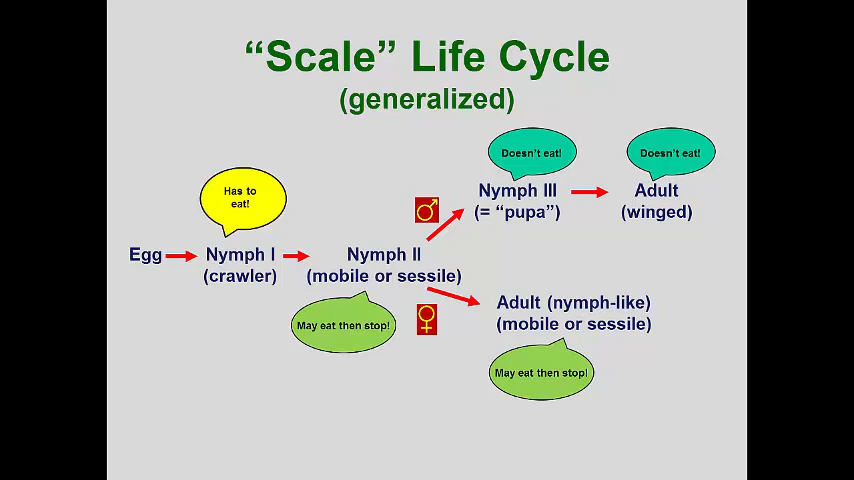 “Scale” Life Cycle
(generalized)
Doesn’t eat!
Doesn’t eat!
Has to
eat!
Nymph III
(= “pupa”)
Adult
(winged)
Egg
Nymph I
(crawler)
Nymph II
(mobile or sessile)
Adult (nymph-like)
(mobile or sessile)
May eat then stop!
May eat then stop!